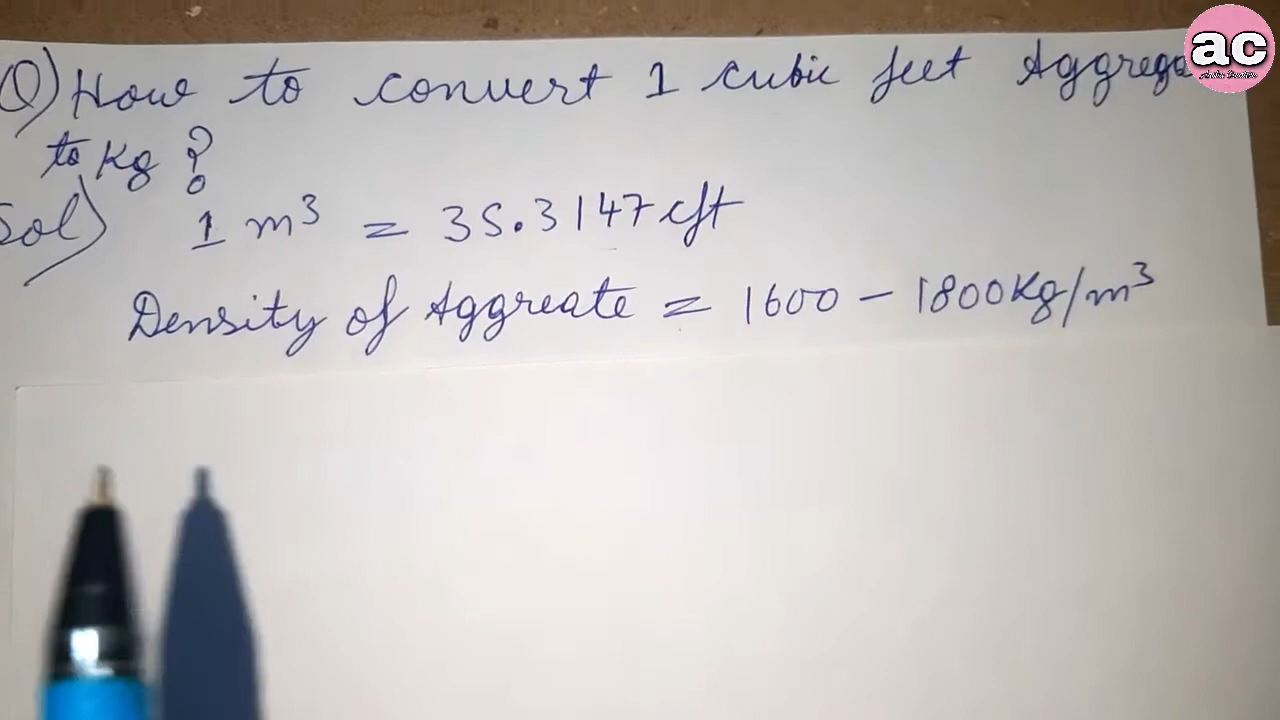 Q) How to convert 1 cubic feet Aggrega
to Kg ?
Sol) 1 m³ = 35.3147 cft
Density of Aggreate = 1600 - 1800 Kg/m³
ac